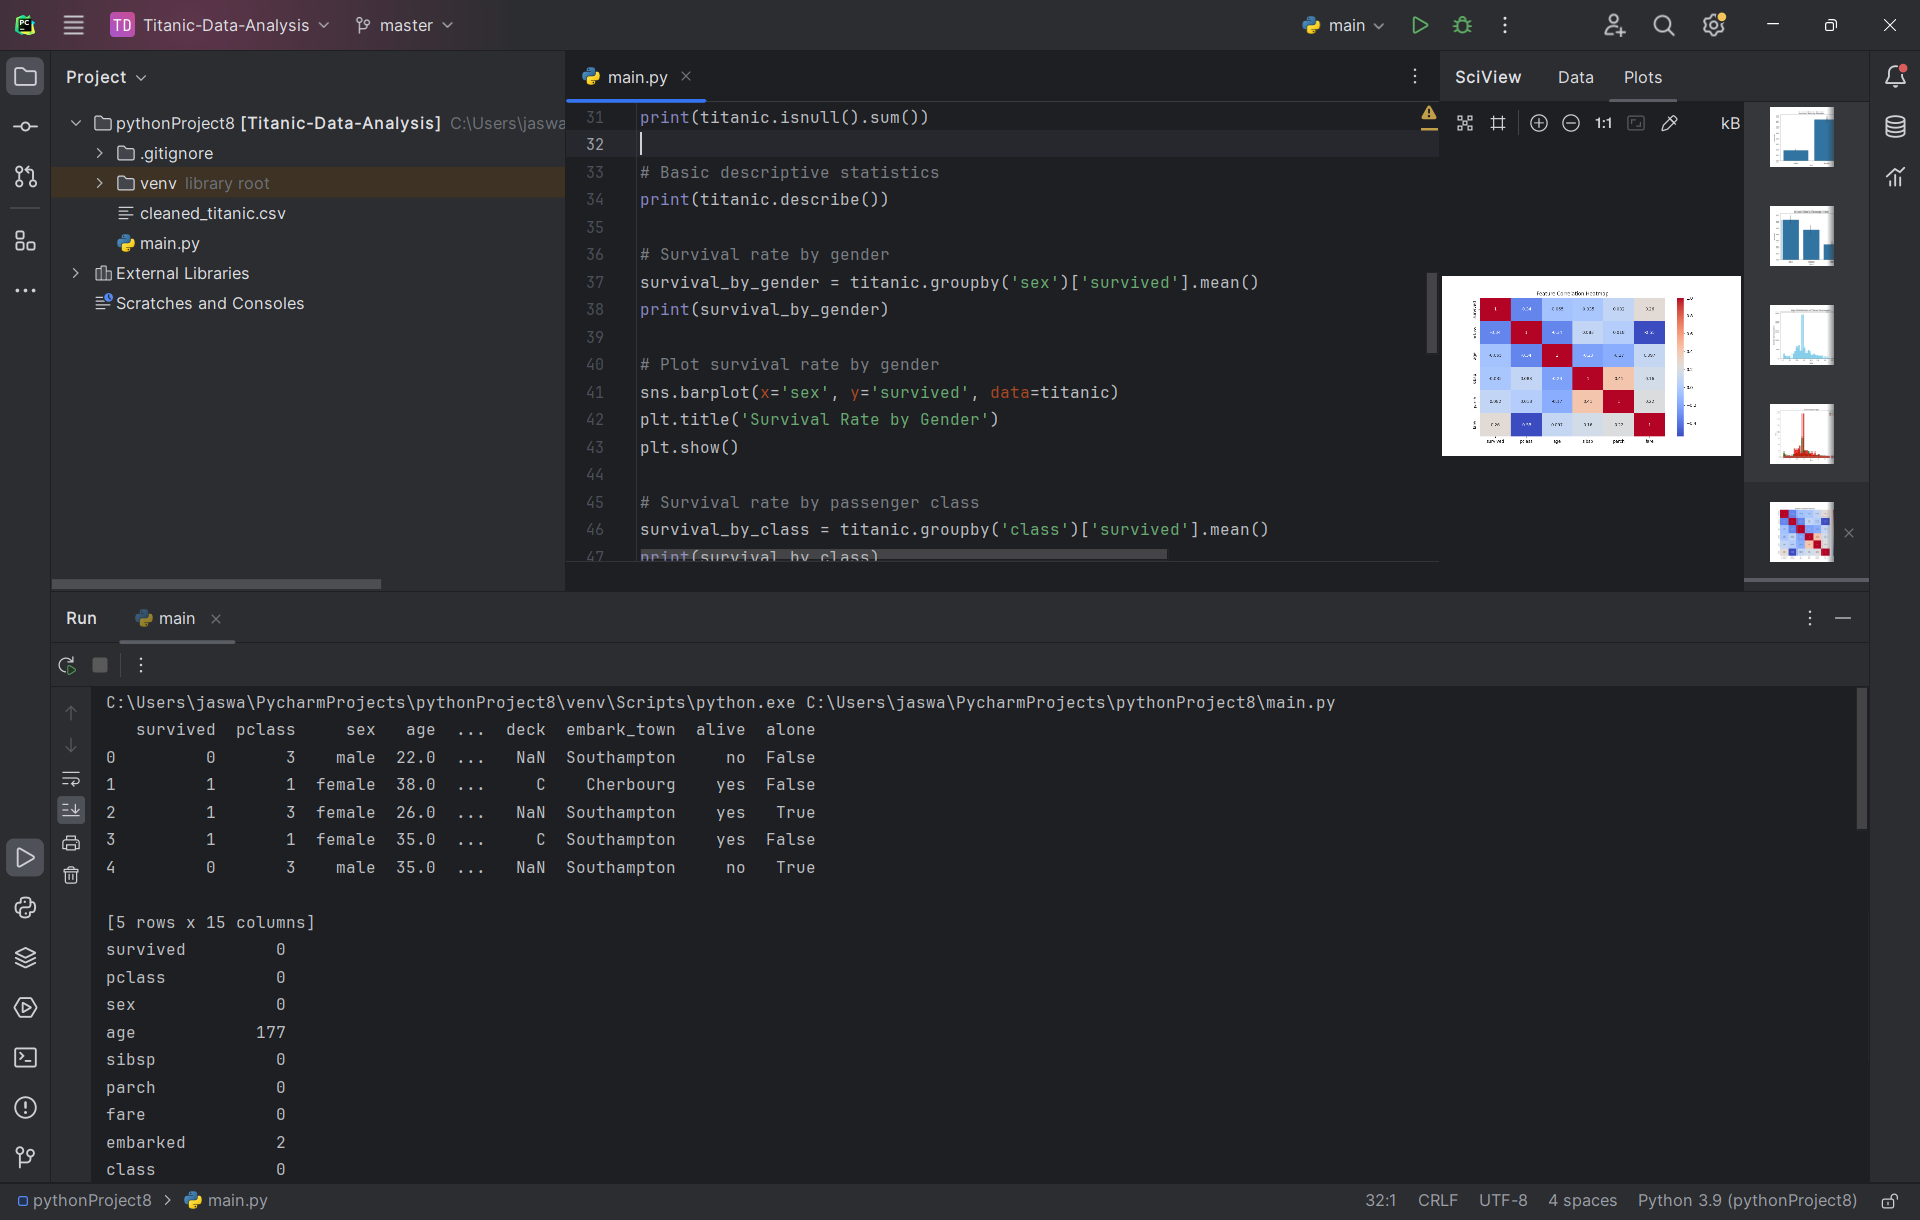 TD Titanic-Data-Analysis master main
Project
pythonProject8 [Titanic-Data-Analysis] C:\Users\jaswa
.gitignore
venv library root
cleaned_titanic.csv
main.py
External Libraries
Scratches and Consoles
main.py
31 print(titanic.isnull().sum())
32
33 # Basic descriptive statistics
34 print(titanic.describe())
35
36 # Survival rate by gender
37 survival_by_gender = titanic.groupby('sex')['survived'].mean()
38 print(survival_by_gender)
39
40 # Plot survival rate by gender
41 sns.barplot(x='sex', y='survived', data=titanic)
42 plt.title('Survival Rate by Gender')
43 plt.show()
44
45 # Survival rate by passenger class
46 survival_by_class = titanic.groupby('class')['survived'].mean()
47 print(survival_by_class)
SciView Data Plots
1:1 kB
Feature Correlation Heatmap
survived pclass age sibsp parch fare
Run main
C:\Users\jaswa\PycharmProjects\pythonProject8\venv\Scripts\python.exe C:\Users\jaswa\PycharmProjects\pythonProject8\main.py
survived pclass sex age ... deck embark_town alive alone
0 0 3 male 22.0 ... NaN Southampton no False
1 1 1 female 38.0 ... C Cherbourg yes False
2 1 3 female 26.0 ... NaN Southampton yes True
3 1 1 female 35.0 ... C Southampton yes False
4 0 3 male 35.0 ... NaN Southampton no True
[5 rows x 15 columns]
survived 0
pclass 0
sex 0
age 177
sibsp 0
parch 0
fare 0
embarked 2
class 0
pythonProject8 > main.py
32:1 CRLF UTF-8 4 spaces Python 3.9 (pythonProject8)